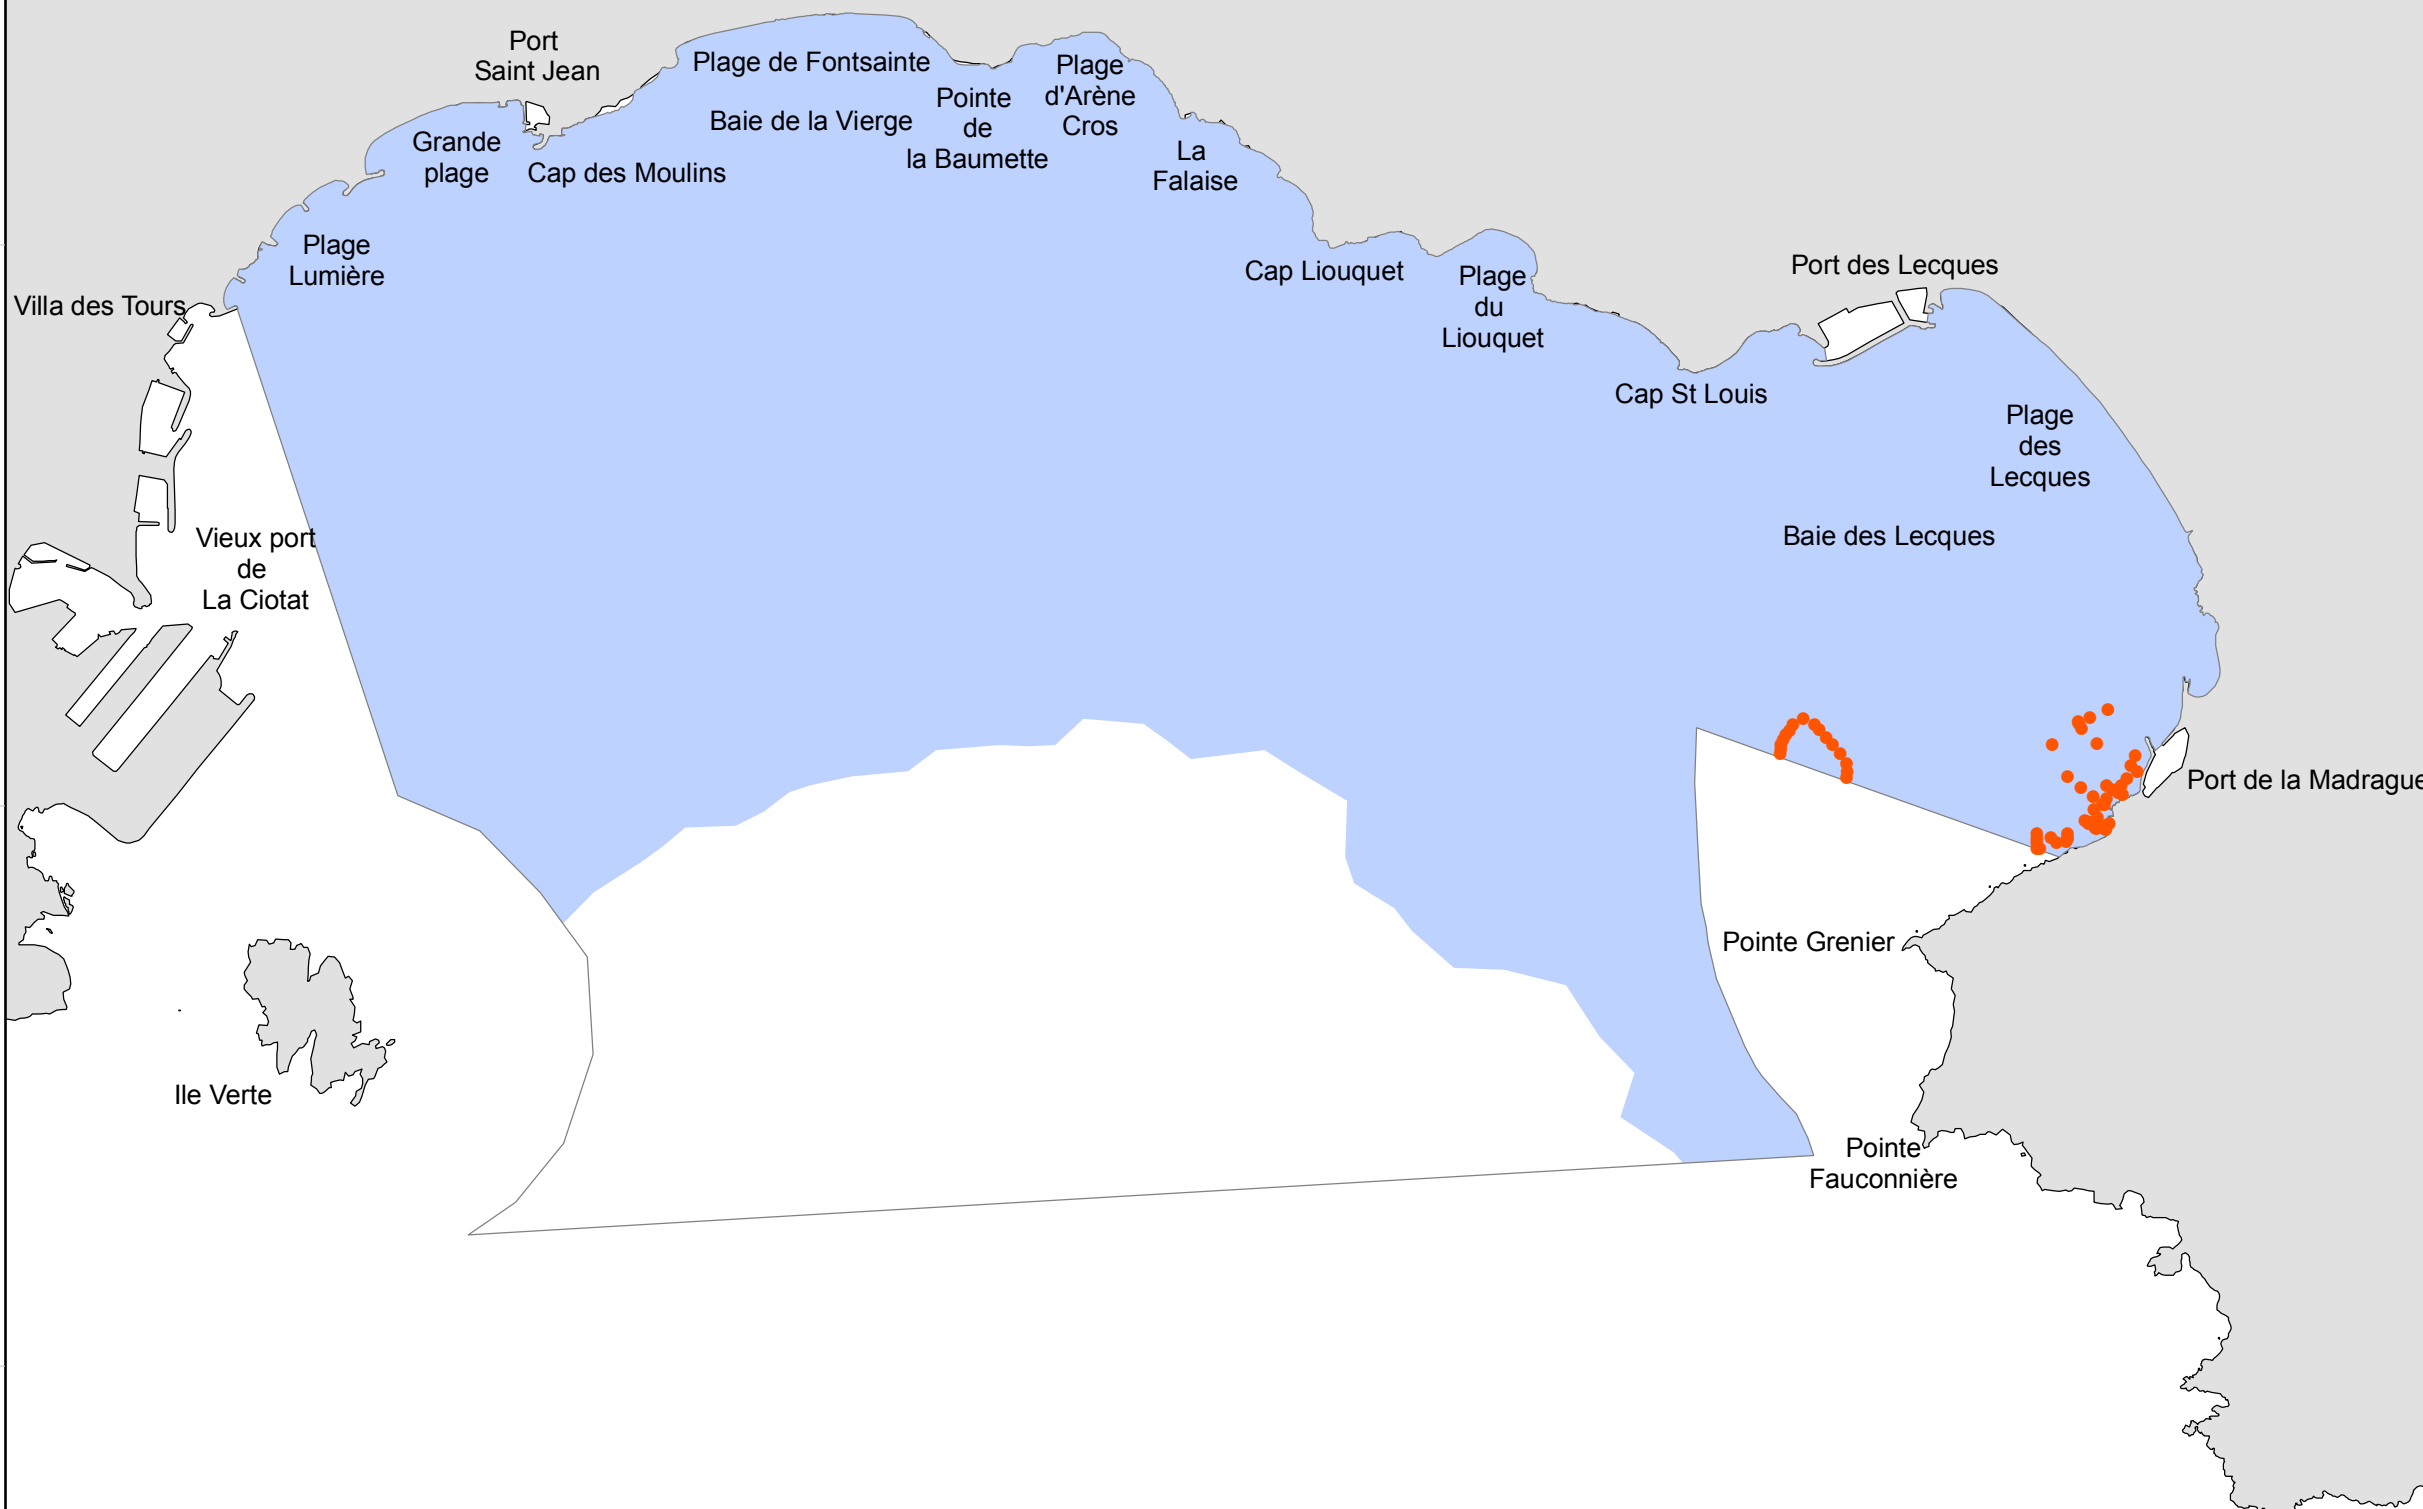 Port
Saint Jean
Plage de Fontsainte
Plage
d'Arène
Cros
Pointe
de
la Baumette
Baie de la Vierge
Grande
plage
Cap des Moulins
La
Falaise
Plage
Lumière
Cap Liouquet
Plage
du
Liouquet
Port des Lecques
Villa des Tours
Cap St Louis
Plage
des
Lecques
Vieux port
de
La Ciotat
Baie des Lecques
Port de la Madrague
Pointe Grenier
Ile Verte
Pointe
Fauconnière